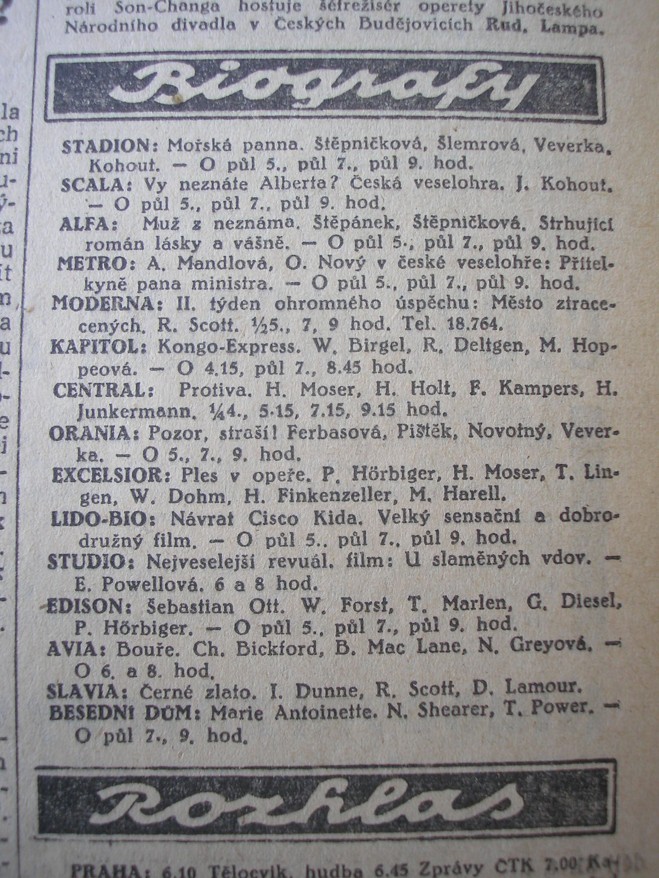 roli Son-Changa hostuje šéfrežisér operety Jihočeského
Národního divadla v Českých Budějovicích Rud. Lampa.
Biografy
STADION: Mořská panna. Štěpničková, Šlemrová, Veverka,
Kohout. — O půl 5., půl 7., půl 9. hod.
SCALA: Vy neznáte Alberta? Česká veselohra. J. Kohout.
— O půl 5., půl 7., půl 9. hod.
ALFA: Muž z neznáma. Štěpánek, Štěpničková. Strhující
román lásky a vášně. — O půl 5., půl 7., půl 9. hod.
METRO: A. Mandlová, O. Nový v české veselohře: Přítel-
kyně pana ministra. — O půl 5., půl 7., půl 9. hod.
MODERNA: II. týden ohromného úspěchu: Město ztrace-
cených. R. Scott. ½5., 7, 9 hod. Tel. 18.764.
KAPITOL: Kongo-Express. W. Birgel, R. Deltgen, M. Hop-
peová. — O 4.15, půl 7., 8.45 hod.
CENTRAL: Protiva. H. Moser, H. Holt, F. Kampers, H.
Junkermann. ¼4., 5.15, 7.15, 9.15 hod.
ORANIA: Pozor, straší! Ferbasová, Pištěk, Novotný, Vever-
ka. — O 5., 7., 9. hod.
EXCELSIOR: Ples v opeře. P. Hörbiger, H. Moser, T. Lin-
gen, W. Dohm, H. Finkenzeller, M. Harell.
LIDO-BIO: Návrat Cisco Kida. Velký sensační a dobro-
družný film. — O půl 5., půl 7., půl 9. hod.
STUDIO: Nejveselejší revuál. film: U slaměných vdov. —
E. Powellová. 6 a 8 hod.
EDISON: Šebastian Ott. W. Forst, T. Marlen, G. Diesel,
P. Hörbiger. — O půl 5., půl 7., půl 9. hod.
AVIA: Bouře. Ch. Bickford, B. Mac Lane, N. Greyová. —
O 6. a 8. hod.
SLAVIA: Černé zlato. I. Dunne, R. Scott, D. Lamour.
BESEDNÍ DŮM: Marie Antoinette. N. Shearer, T. Power. —
O půl 7., 9. hod.
Rozhlas
PRAHA: 6.10 Tělocvik, hudba 6.45 Zprávy ČTK 7.00